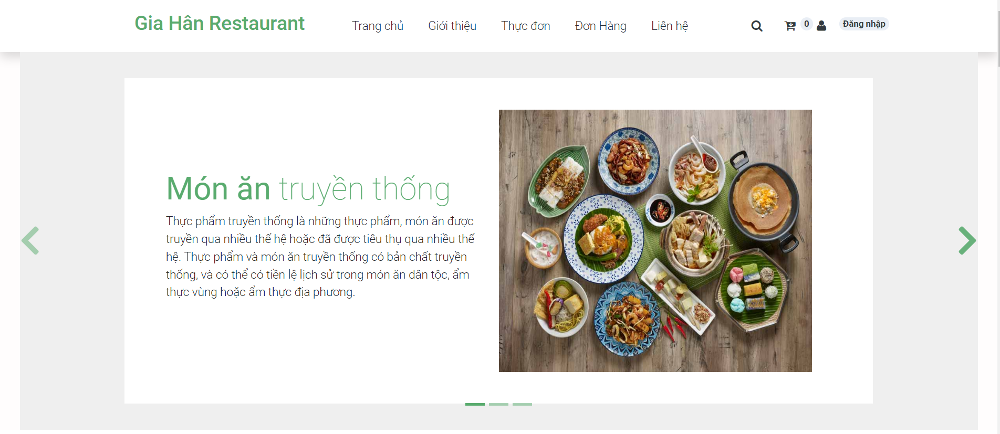 Gia Hân Restaurant
Trang chủ
Giới thiệu
Thực đơn
Đơn Hàng
Liên hệ
0
Đăng nhập
Món ăn truyền thống
Thực phẩm truyền thống là những thực phẩm, món ăn được
truyền qua nhiều thế hệ hoặc đã được tiêu thụ qua nhiều thế
hệ. Thực phẩm và món ăn truyền thống có bản chất truyền
thống, và có thể có tiền lệ lịch sử trong món ăn dân tộc, ẩm
thực vùng hoặc ẩm thực địa phương.